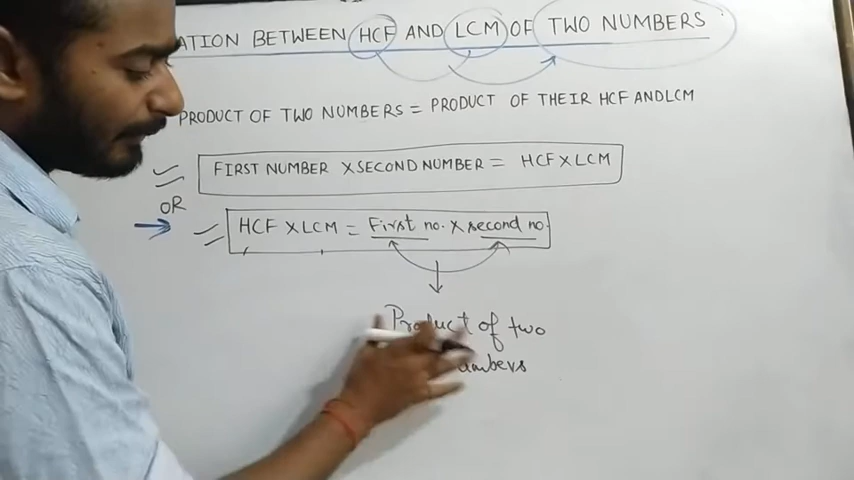 ATION BETWEEN HCF AND LCM OF TWO NUMBERS
PRODUCT OF TWO NUMBERS = PRODUCT OF THEIR HCF AND LCM
FIRST NUMBER X SECOND NUMBER = HCF X LCM
OR
HCF X LCM = First no. X second no.
Product of two
umbers